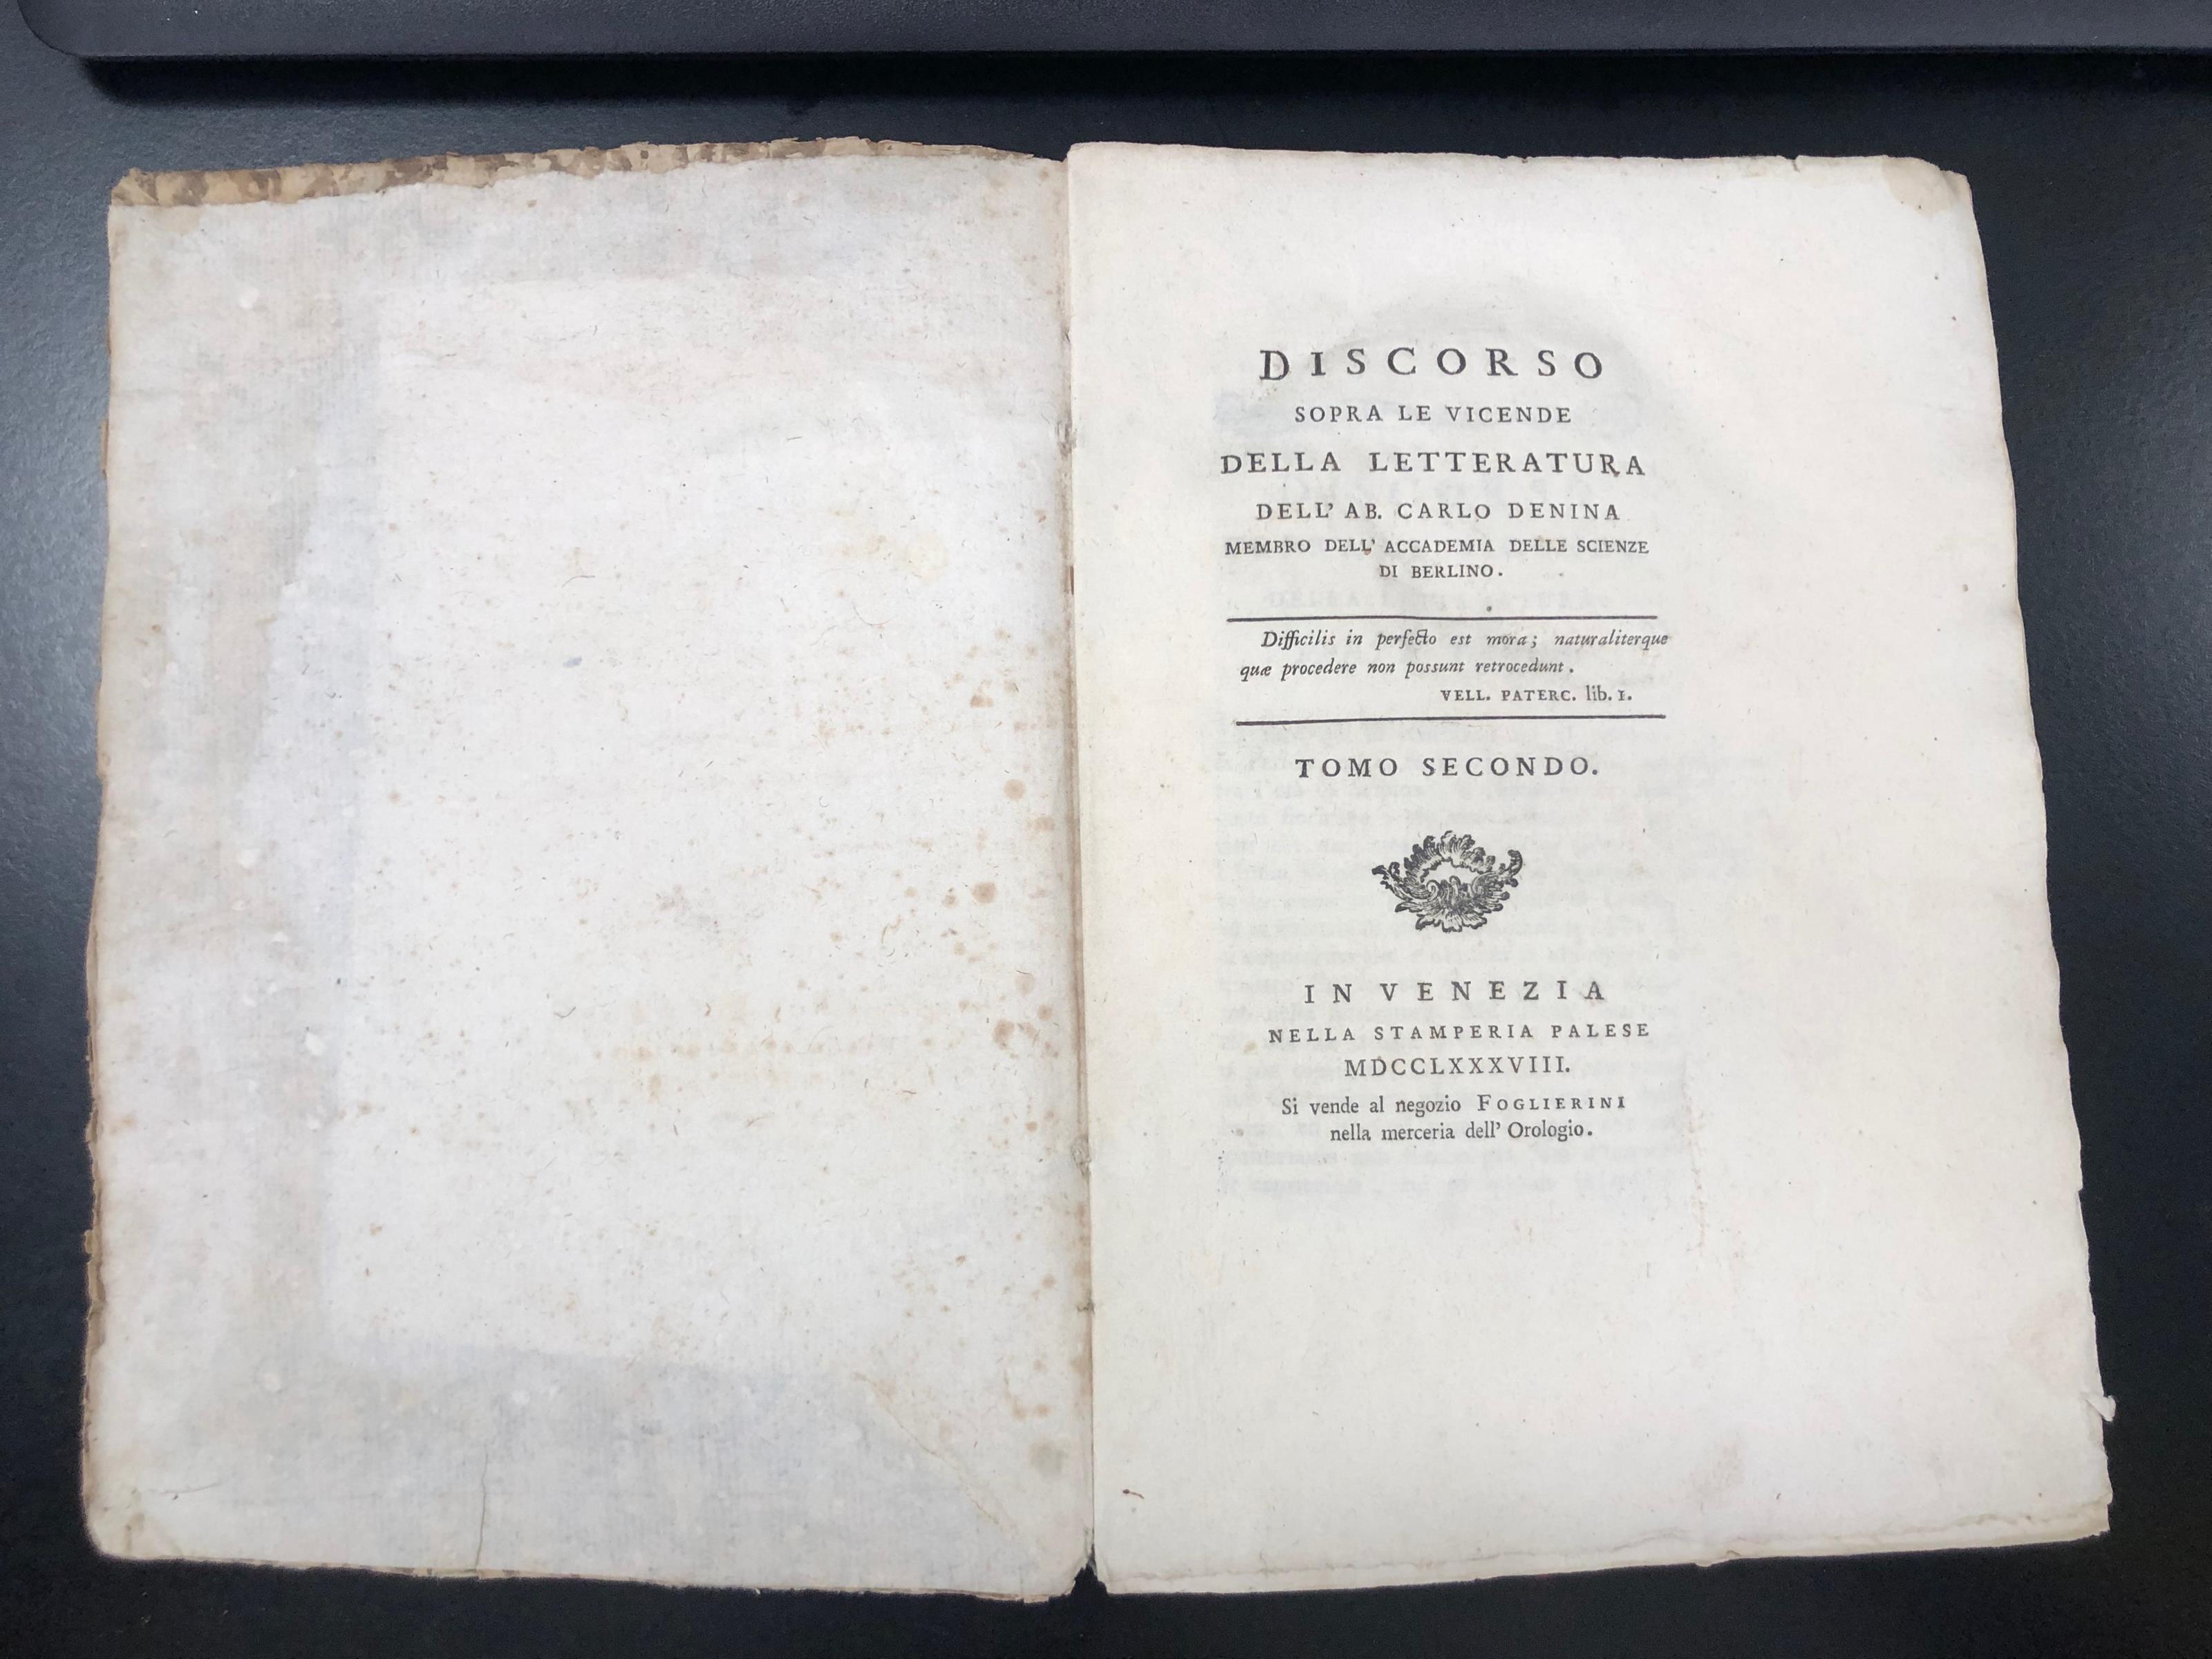 DISCORSO
SOPRA LE VICENDE
DELLA LETTERATURA
DELL' AB. CARLO DENINA
MEMBRO DELL' ACCADEMIA DELLE SCIENZE
DI BERLINO.
Difficilis in perfecto est mora; naturaliterque
quæ procedere non possunt retrocedunt.
VELL. PATERC. lib. I.
TOMO SECONDO.
IN VENEZIA
NELLA STAMPERIA PALESE
MDCCLXXXVIII.
Si vende al negozio FOGLIERINI
nella merceria dell' Orologio.